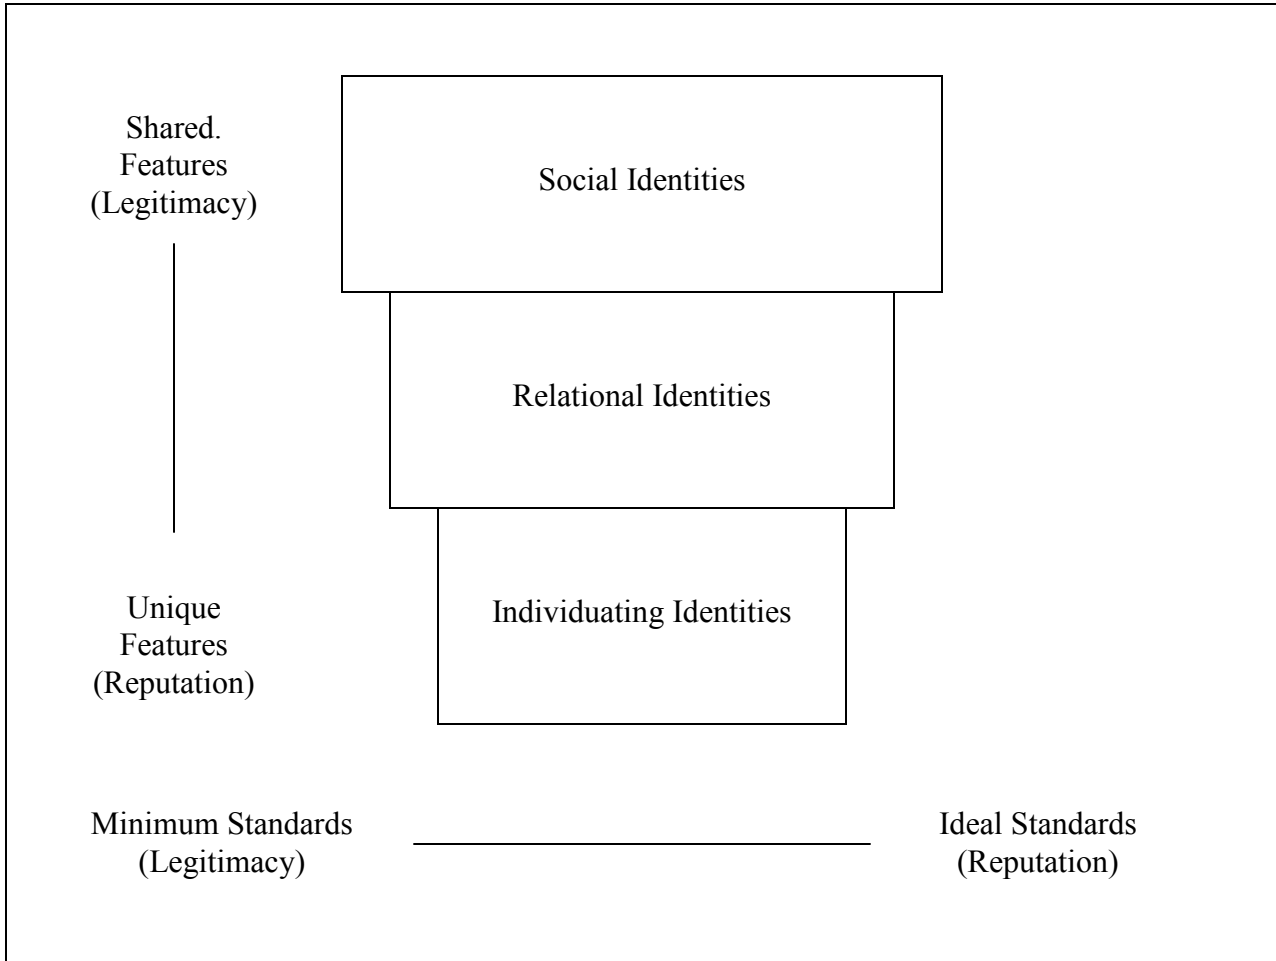 Shared.
Features
(Legitimacy)
Social Identities
Relational Identities
Unique
Features
(Reputation)
Individuating Identities
Minimum Standards
(Legitimacy)
Ideal Standards
(Reputation)